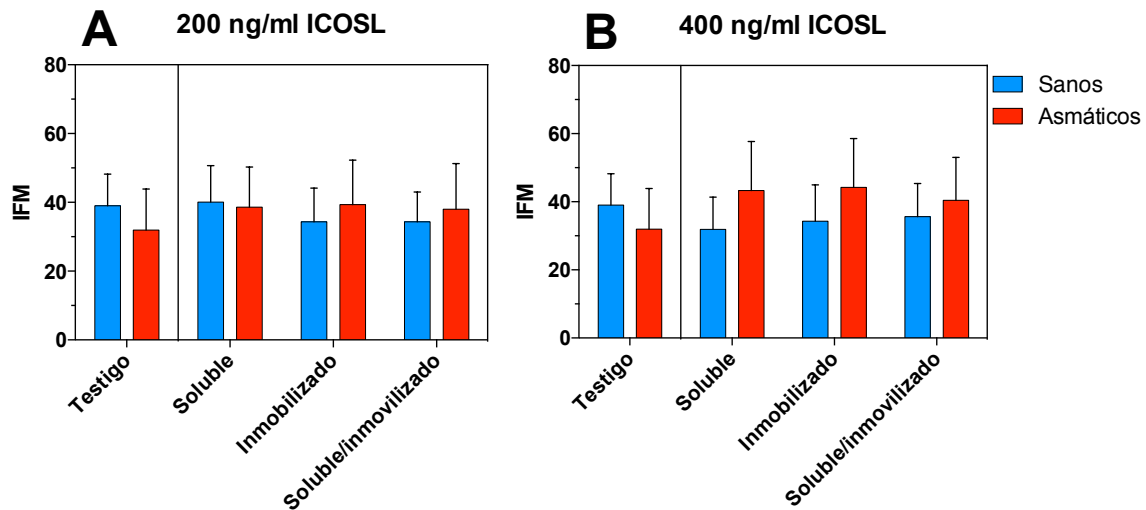 A
200 ng/ml ICOSL
IFM
80
60
40
20
0
Testigo
Soluble
Inmobilizado
Soluble/inmovilizado
B
400 ng/ml ICOSL
IFM
80
60
40
20
0
Testigo
Soluble
Inmobilizado
Soluble/inmovilizado
Sanos
Asmáticos